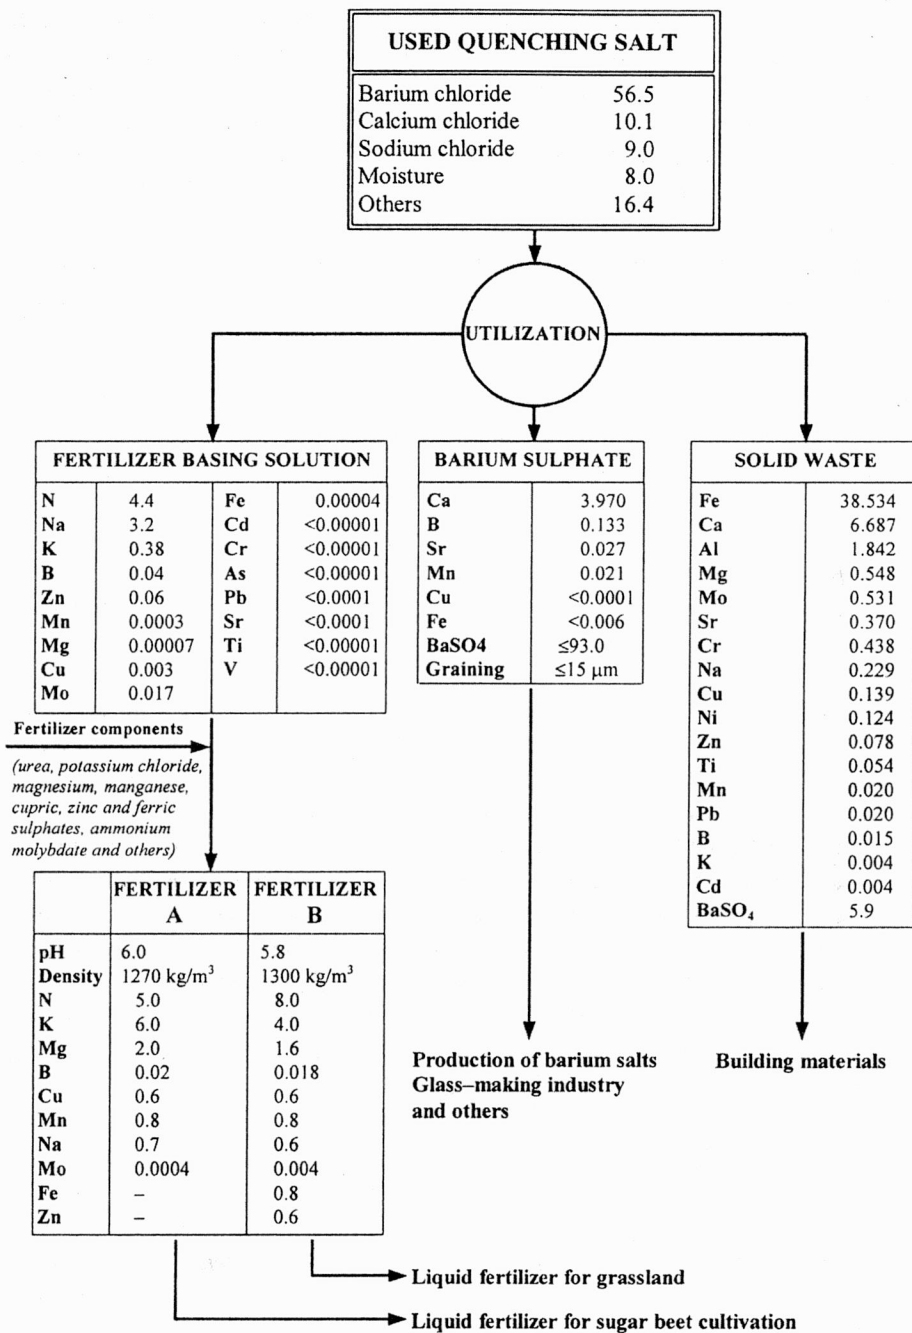 USED QUENCHING SALT
Barium chloride 56.5
Calcium chloride 10.1
Sodium chloride 9.0
Moisture 8.0
Others 16.4
UTILIZATION
FERTILIZER BASING SOLUTION
N 4.4 Fe 0.00004
Na 3.2 Cd <0.00001
K 0.38 Cr <0.00001
B 0.04 As <0.00001
Zn 0.06 Pb <0.0001
Mn 0.0003 Sr <0.0001
Mg 0.00007 Ti <0.00001
Cu 0.003 V <0.00001
Mo 0.017
BARIUM SULPHATE
Ca 3.970
B 0.133
Sr 0.027
Mn 0.021
Cu <0.0001
Fe <0.006
BaSO4 ≤93.0
Graining ≤15 μm
SOLID WASTE
Fe 38.534
Ca 6.687
Al 1.842
Mg 0.548
Mo 0.531
Sr 0.370
Cr 0.438
Na 0.229
Cu 0.139
Ni 0.124
Zn 0.078
Ti 0.054
Mn 0.020
Pb 0.020
B 0.015
K 0.004
Cd 0.004
BaSO₄ 5.9
Fertilizer components
(urea, potassium chloride,
magnesium, manganese,
cupric, zinc and ferric
sulphates, ammonium
molybdate and others)
FERTILIZER FERTILIZER
A B
pH 6.0 5.8
Density 1270 kg/m³ 1300 kg/m³
N 5.0 8.0
K 6.0 4.0
Mg 2.0 1.6
B 0.02 0.018
Cu 0.6 0.6
Mn 0.8 0.8
Na 0.7 0.6
Mo 0.0004 0.004
Fe – 0.8
Zn – 0.6
Production of barium salts
Glass–making industry
and others
Building materials
Liquid fertilizer for grassland
Liquid fertilizer for sugar beet cultivation